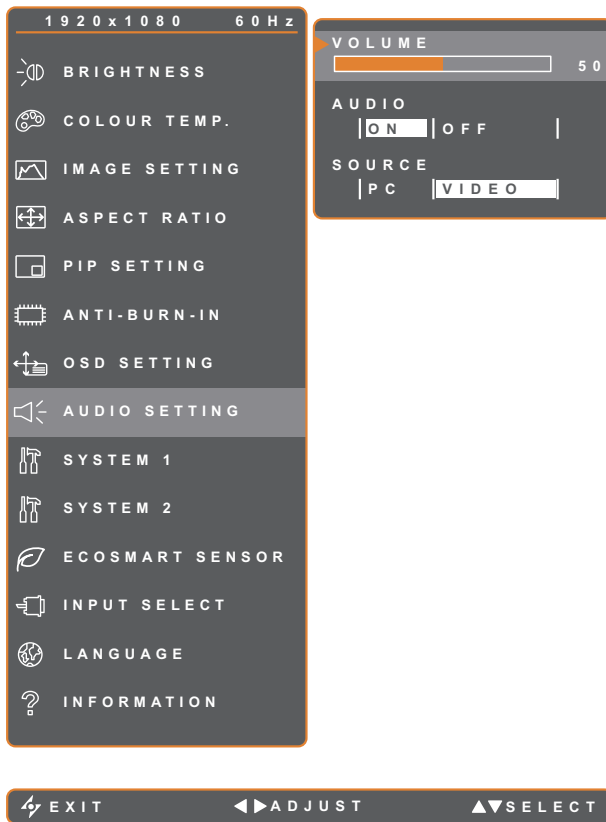 1920x1080 60Hz
BRIGHTNESS
COLOUR TEMP.
IMAGE SETTING
ASPECT RATIO
PIP SETTING
ANTI-BURN-IN
OSD SETTING
AUDIO SETTING
SYSTEM 1
SYSTEM 2
ECOSMART SENSOR
INPUT SELECT
LANGUAGE
INFORMATION
VOLUME
50
AUDIO
ON OFF
SOURCE
PC VIDEO
EXIT ADJUST SELECT